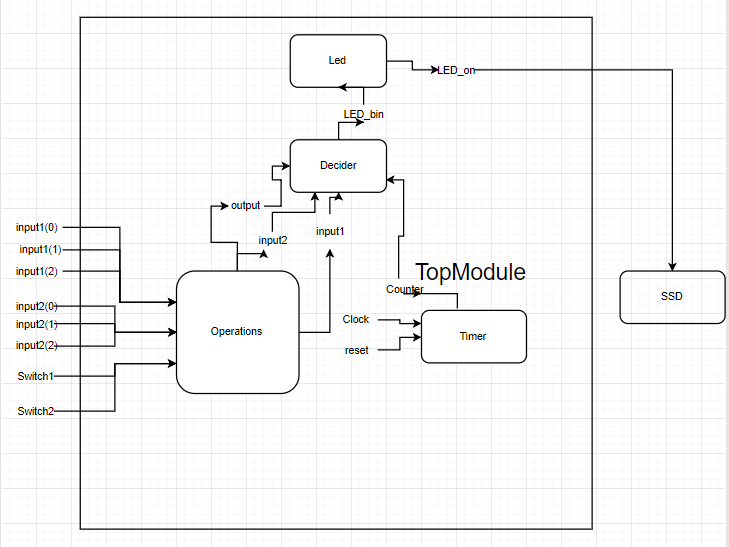 Led
LED_on
LED_bin
Decider
output
input1(0)
input1(1)
input1(2)
input2
input1
TopModule
Counter
SSD
input2(0)
input2(1)
input2(2)
Operations
Clock
Timer
reset
Switch1
Switch2